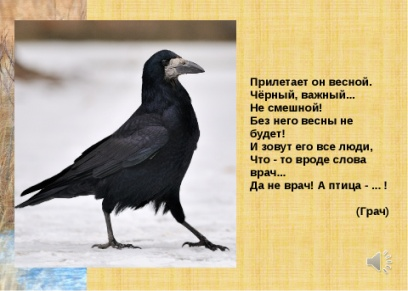 Прилетает он весной.
Чёрный, важный...
Не смешной!
Без него весны не
будет!
И зовут его все люди,
Что - то вроде слова
врач...
Да не врач! А птица - ... !
(Грач)